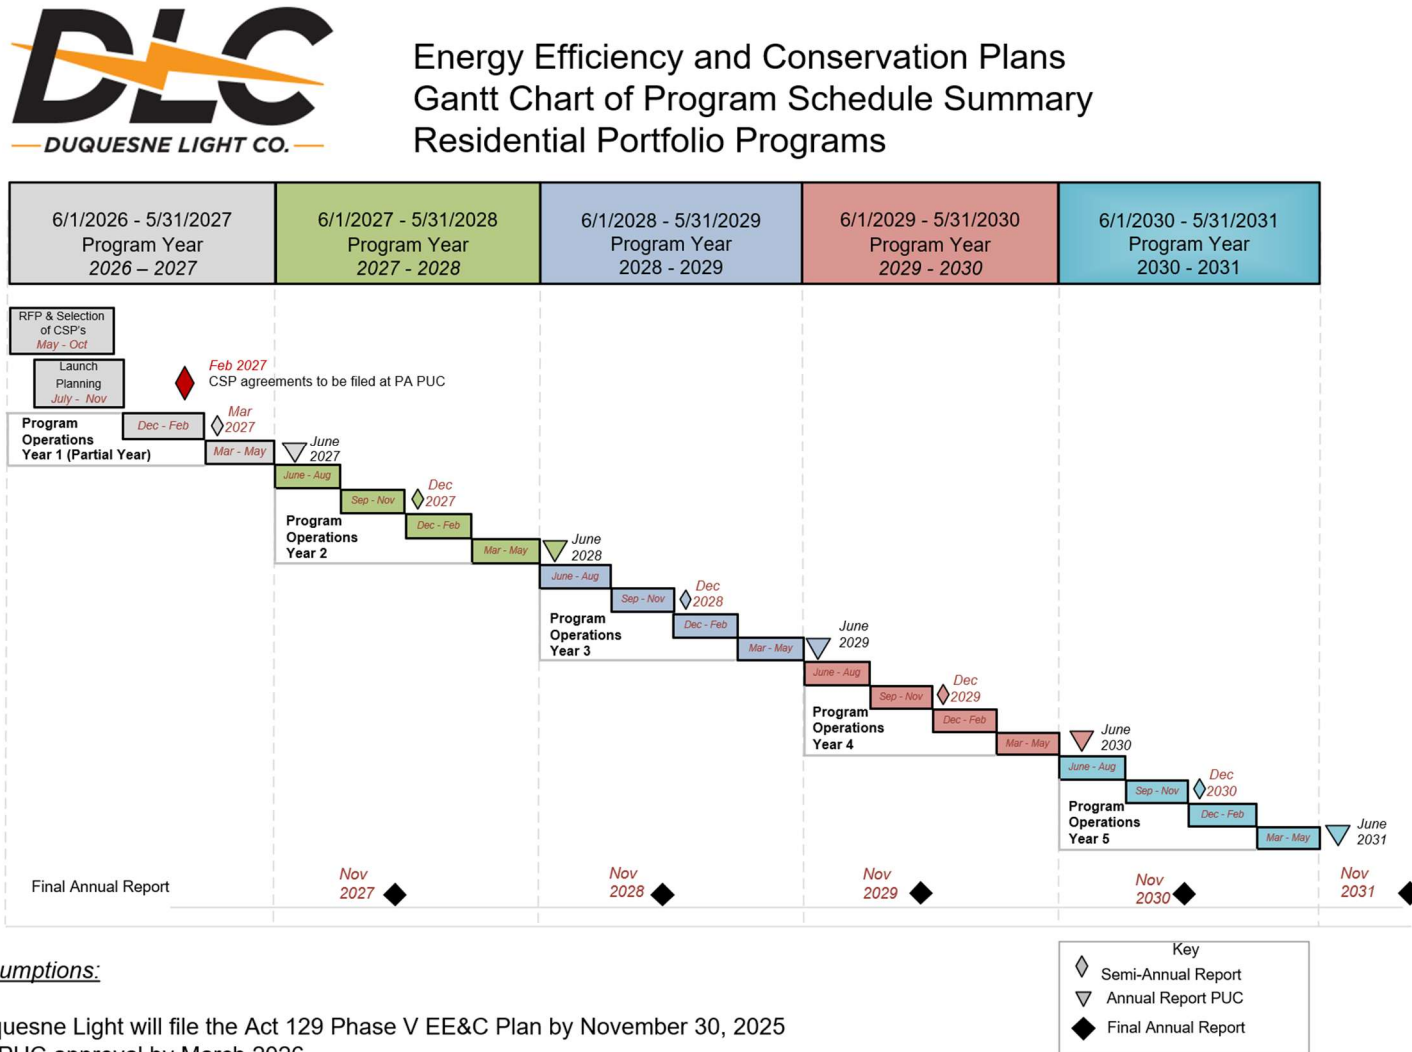 DLC
DUQUESNE LIGHT CO.
Energy Efficiency and Conservation Plans
Gantt Chart of Program Schedule Summary
Residential Portfolio Programs
6/1/2026 - 5/31/2027
Program Year
2026 – 2027
6/1/2027 - 5/31/2028
Program Year
2027 - 2028
6/1/2028 - 5/31/2029
Program Year
2028 - 2029
6/1/2029 - 5/31/2030
Program Year
2029 - 2030
6/1/2030 - 5/31/2031
Program Year
2030 - 2031
RFP & Selection
of CSP's
May - Oct
Launch
Planning
July - Nov
Feb 2027
CSP agreements to be filed at PA PUC
Program
Operations
Year 1 (Partial Year)
Dec - Feb
Mar
2027
Mar - May
June
2027
June - Aug
Sep - Nov
Dec
2027
Program
Operations
Year 2
Dec - Feb
Mar - May
June
2028
June - Aug
Sep - Nov
Dec
2028
Program
Operations
Year 3
Dec - Feb
Mar - May
June
2029
June - Aug
Sep - Nov
Dec
2029
Program
Operations
Year 4
Dec - Feb
Mar - May
June
2030
June - Aug
Sep - Nov
Dec
2030
Program
Operations
Year 5
Dec - Feb
Mar - May
June
2031
Final Annual Report
Nov
2027
Nov
2028
Nov
2029
Nov
2030
Nov
2031
Key
Semi-Annual Report
Annual Report PUC
Final Annual Report
umptions:
quesne Light will file the Act 129 Phase V EE&C Plan by November 30, 2025
PUC approval by March 2026